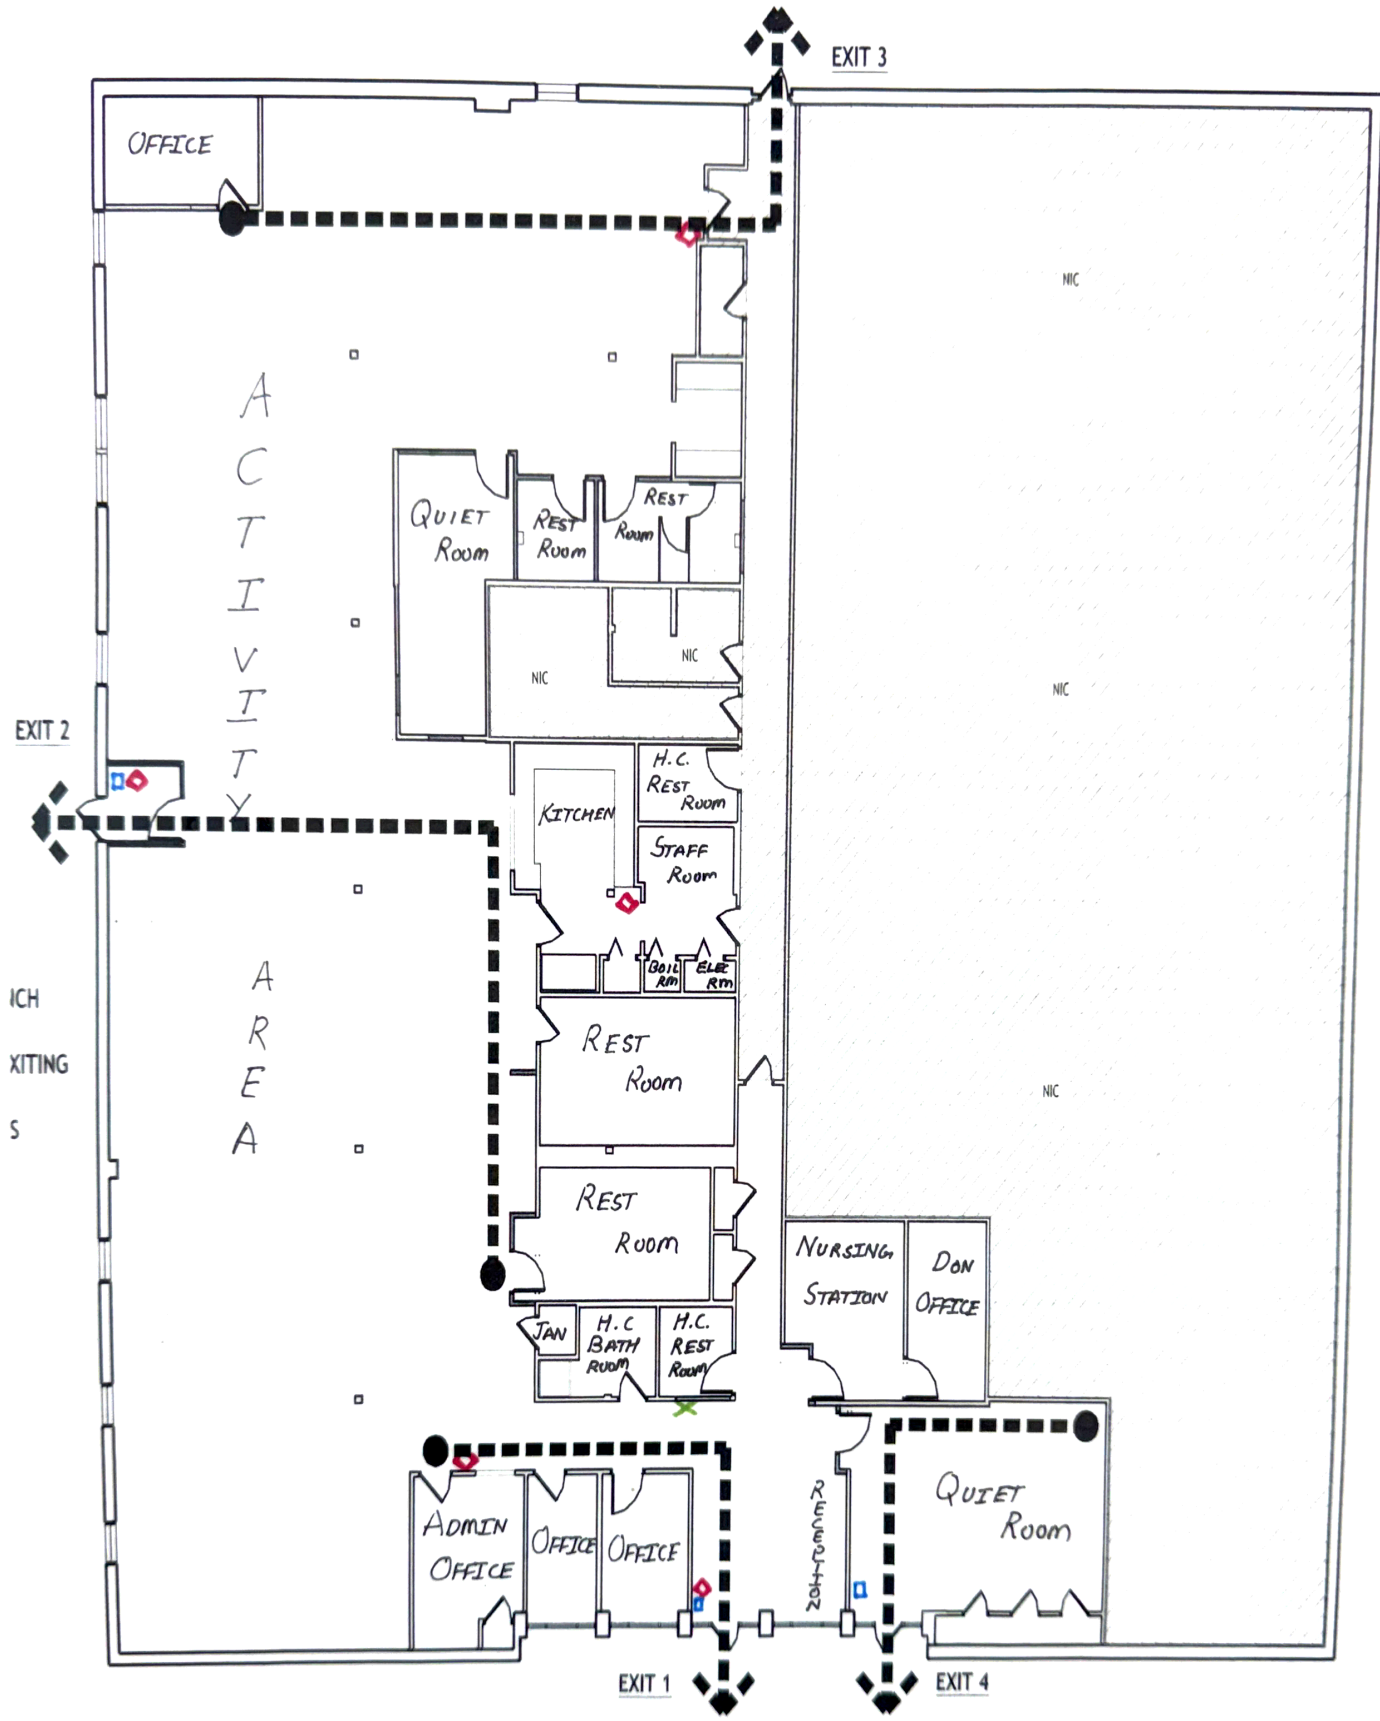 EXIT 3
OFFICE
NIC
ACTIVITY
QUIET
Room
REST
Room
REST
Room
NIC
NIC
NIC
EXIT 2
H.C.
REST
Room
KITCHEN
STAFF
Room
BOIL
RM
ELEC
RM
AREA
ICH
XITING
S
REST
Room
NIC
REST
Room
NURSING
STATION
DON
OFFICE
JAN
H.C
BATH
ROOM
H.C.
REST
Room
ADMIN
OFFICE
OFFICE
OFFICE
RECEPTION
QUIET
Room
EXIT 1
EXIT 4